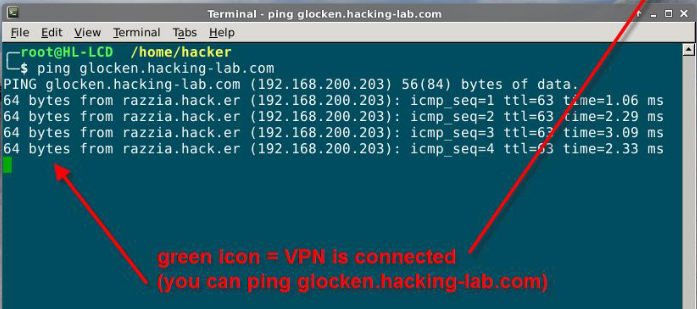 Terminal - ping glocken.hacking-lab.com
File Edit View Terminal Tabs Help
root@HL-LCD /home/hacker
$ ping glocken.hacking-lab.com
PING glocken.hacking-lab.com (192.168.200.203) 56(84) bytes of data.
64 bytes from razzia.hack.er (192.168.200.203): icmp_seq=1 ttl=63 time=1.06 ms
64 bytes from razzia.hack.er (192.168.200.203): icmp_seq=2 ttl=63 time=2.29 ms
64 bytes from razzia.hack.er (192.168.200.203): icmp_seq=3 ttl=63 time=3.09 ms
64 bytes from razzia.hack.er (192.168.200.203): icmp_seq=4 ttl=63 time=2.33 ms
green icon = VPN is connected
(you can ping glocken.hacking-lab.com)